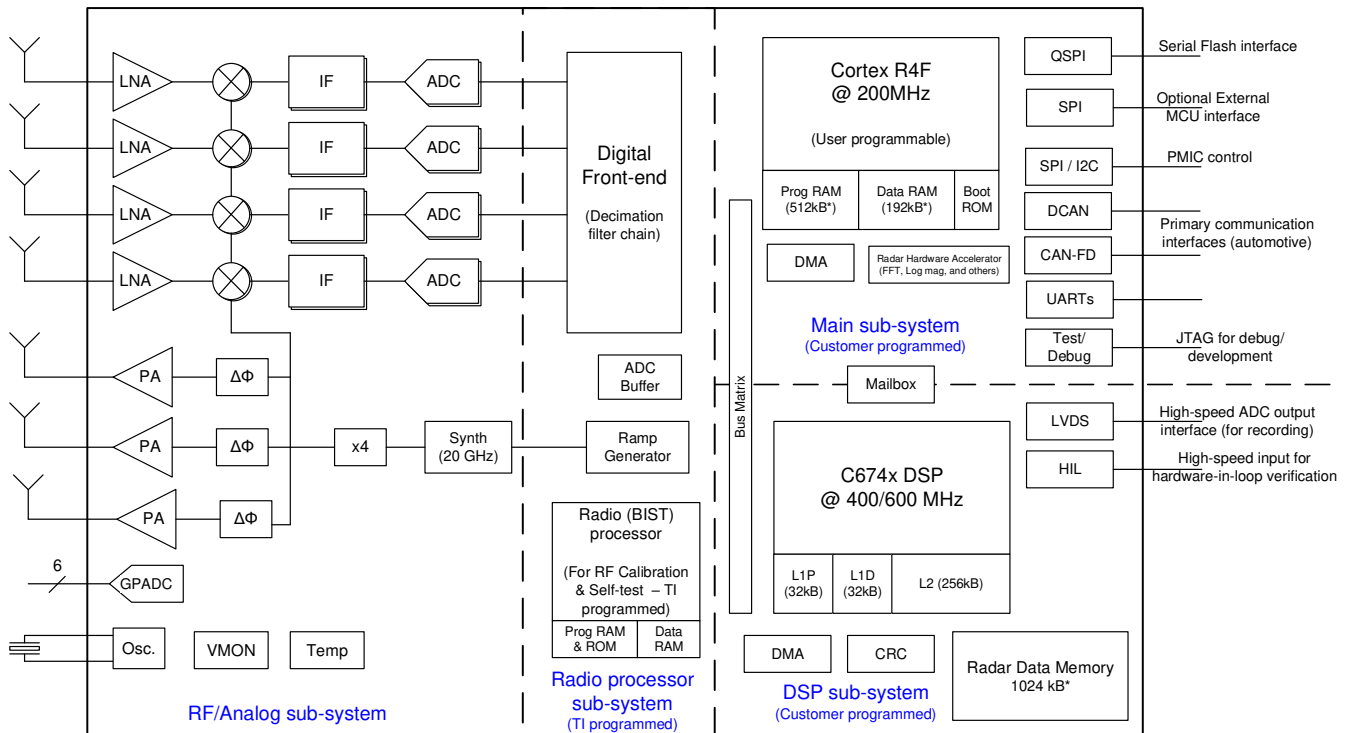 LNA
IF
ADC
LNA
IF
ADC
LNA
IF
ADC
LNA
IF
ADC
PA
ΔΦ
PA
ΔΦ
x4
Synth
(20 GHz)
PA
ΔΦ
6
GPADC
Osc.
VMON
Temp
RF/Analog sub-system
Digital
Front-end
(Decimation
filter chain)
ADC
Buffer
Ramp
Generator
Radio (BIST)
processor
(For RF Calibration
& Self-test – TI
programmed)
Prog RAM
& ROM
Data
RAM
Radio processor
sub-system
(TI programmed)
Bus Matrix
Cortex R4F
@ 200MHz
(User programmable)
Prog RAM
(512kB*)
Data RAM
(192kB*)
Boot
ROM
DMA
Radar Hardware Accelerator
(FFT, Log mag, and others)
Main sub-system
(Customer programmed)
Mailbox
C674x DSP
@ 400/600 MHz
L1P
(32kB)
L1D
(32kB)
L2 (256kB)
DMA
CRC
Radar Data Memory
1024 kB*
DSP sub-system
(Customer programmed)
QSPI
Serial Flash interface
SPI
Optional External
MCU interface
SPI / I2C
PMIC control
DCAN
Primary communication
interfaces (automotive)
CAN-FD
UARTs
Test/
Debug
JTAG for debug/
development
LVDS
High-speed ADC output
interface (for recording)
HIL
High-speed input for
hardware-in-loop verification